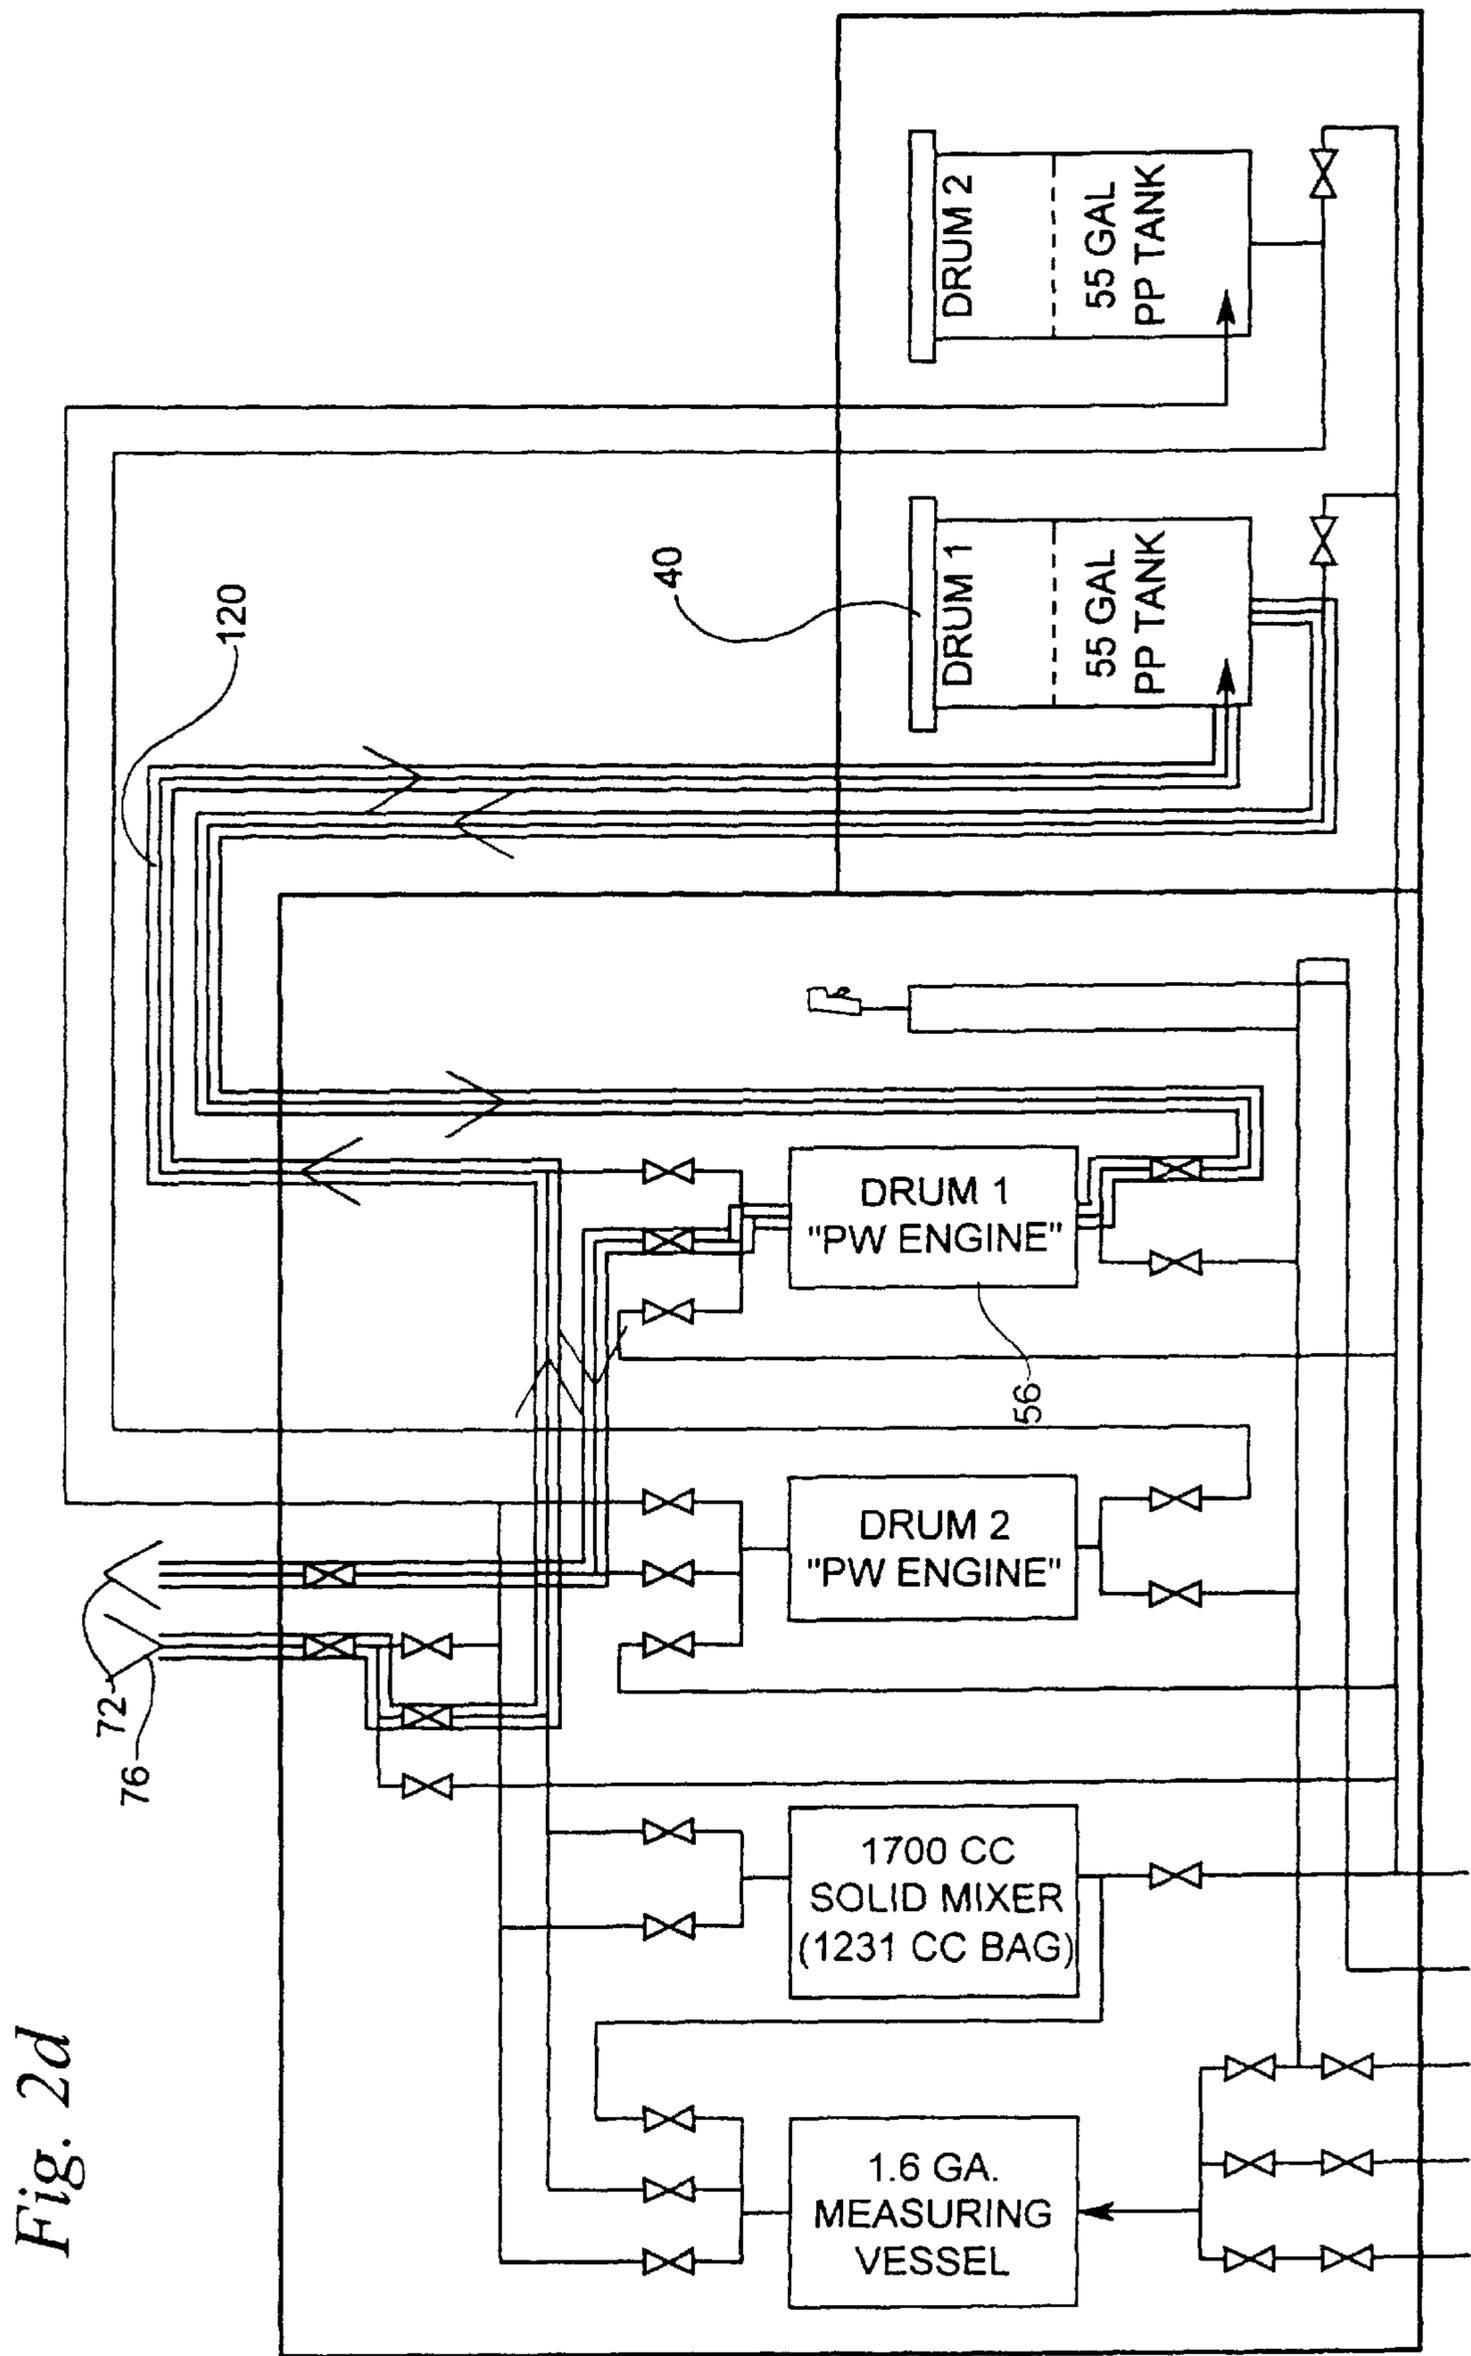 Fig. 2d
72
76
120
40
DRUM 1
55 GAL
PP TANK
DRUM 2
55 GAL
PP TANK
1.6 GA.
MEASURING
VESSEL
1700 CC
SOLID MIXER
(1231 CC BAG)
DRUM 2
"PW ENGINE"
DRUM 1
"PW ENGINE"
56